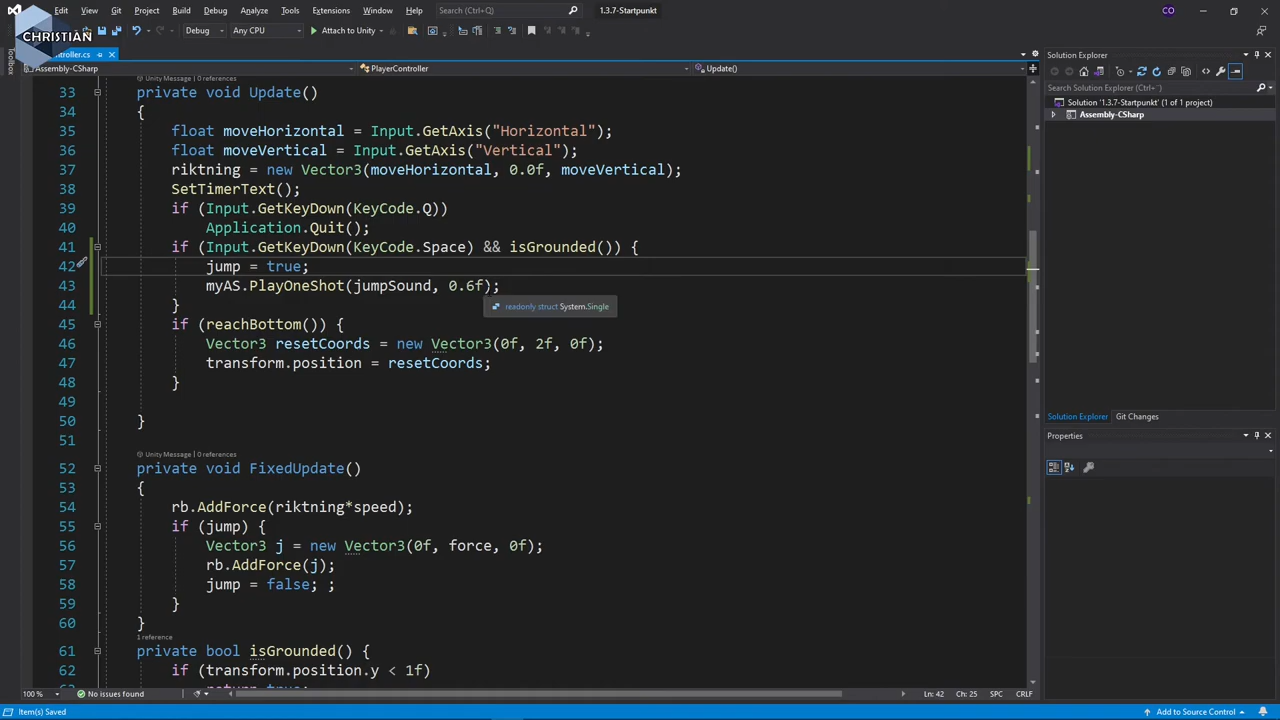 File Edit View Git Project Build Debug Analyze Tools Extensions Window Help Search (Ctrl+Q) 1.3.7-Startpunkt CO
CHRISTIAN
Debug Any CPU Attach to Unity
ontroller.cs
Assembly-CSharp PlayerController Update()
Unity Message | 0 references
33 private void Update()
34 {
35 float moveHorizontal = Input.GetAxis("Horizontal");
36 float moveVertical = Input.GetAxis("Vertical");
37 riktning = new Vector3(moveHorizontal, 0.0f, moveVertical);
38 SetTimerText();
39 if (Input.GetKeyDown(KeyCode.Q))
40 Application.Quit();
41 if (Input.GetKeyDown(KeyCode.Space) && isGrounded()) {
42 jump = true;
43 myAS.PlayOneShot(jumpSound, 0.6f);
readonly struct System.Single
44 }
45 if (reachBottom()) {
46 Vector3 resetCoords = new Vector3(0f, 2f, 0f);
47 transform.position = resetCoords;
48 }
49
50 }
51
Unity Message | 0 references
52 private void FixedUpdate()
53 {
54 rb.AddForce(riktning*speed);
55 if (jump) {
56 Vector3 j = new Vector3(0f, force, 0f);
57 rb.AddForce(j);
58 jump = false; ;
59 }
60 }
1 reference
61 private bool isGrounded() {
62 if (transform.position.y < 1f)
100 % No issues found Ln: 42 Ch: 25 SPC CRLF
Item(s) Saved Add to Source Control
Toolbox
Solution Explorer
Search Solution Explorer (Ctrl+¨)
Solution '1.3.7-Startpunkt' (1 of 1 project)
Assembly-CSharp
Solution Explorer Git Changes
Properties